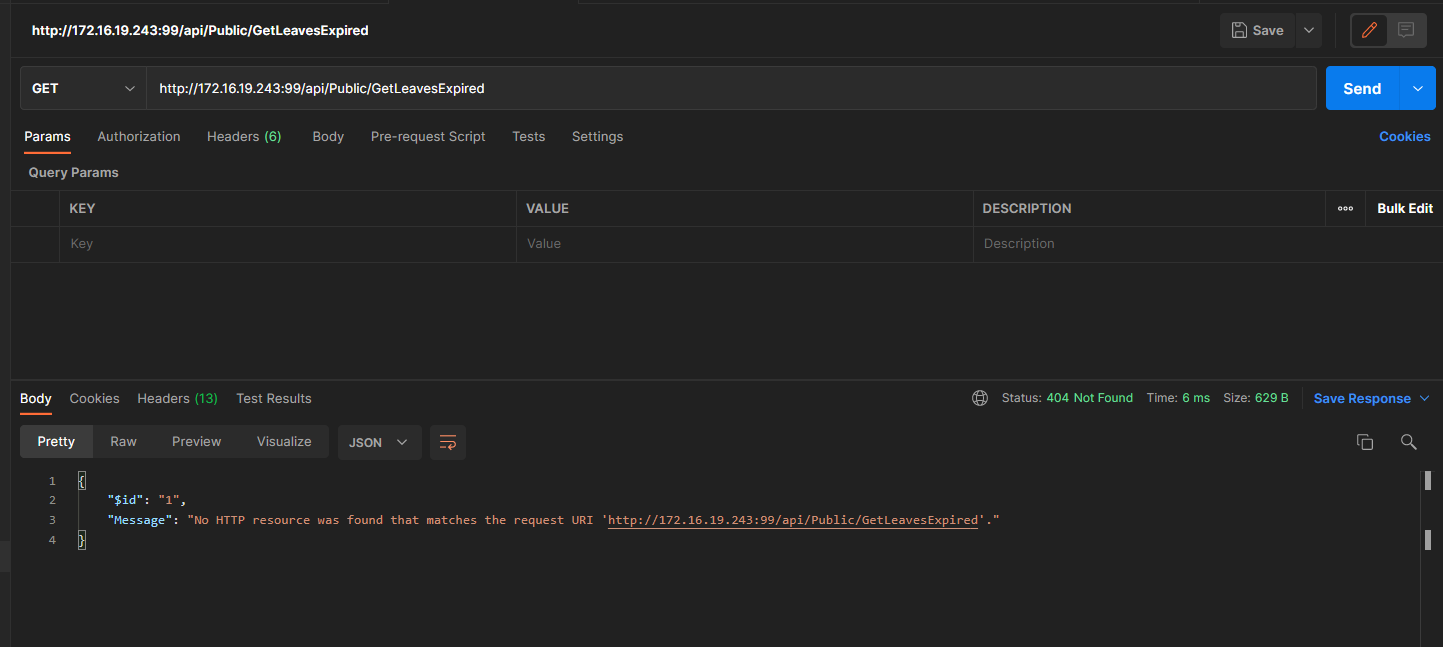 http://172.16.19.243:99/api/Public/GetLeavesExpired
Save
GET
http://172.16.19.243:99/api/Public/GetLeavesExpired
Send
Params Authorization Headers (6) Body Pre-request Script Tests Settings Cookies
Query Params
KEY VALUE DESCRIPTION ooo Bulk Edit
Key Value Description
Body Cookies Headers (13) Test Results Status: 404 Not Found Time: 6 ms Size: 629 B Save Response
Pretty Raw Preview Visualize JSON
1 {
2 "$id": "1",
3 "Message": "No HTTP resource was found that matches the request URI 'http://172.16.19.243:99/api/Public/GetLeavesExpired'."
4 }